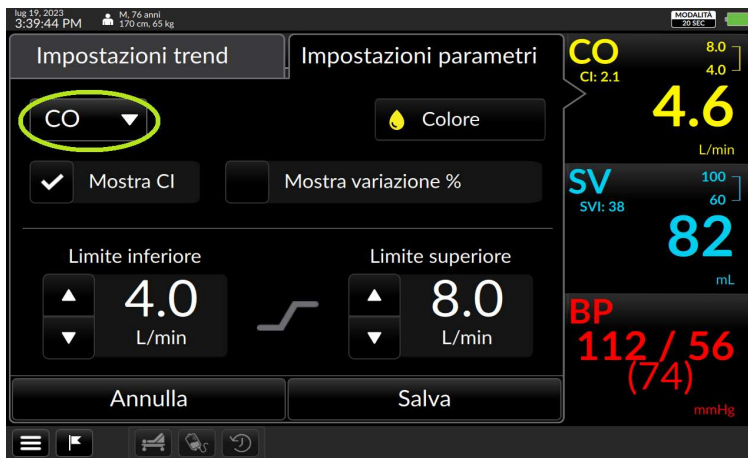 lug 19, 2023
3:39:44 PM
M, 76 anni
170 cm, 65 kg
MODALITÀ
20 SEC
Impostazioni trend
Impostazioni parametri
CO
Colore
Mostra CI
Mostra variazione %
Limite inferiore
Limite superiore
4.0
8.0
L/min
L/min
Annulla
Salva
CO
CI: 2.1
8.0
4.0
4.6
L/min
SV
SVI: 38
100
60
82
mL
BP
112 / 56
(74)
mmHg